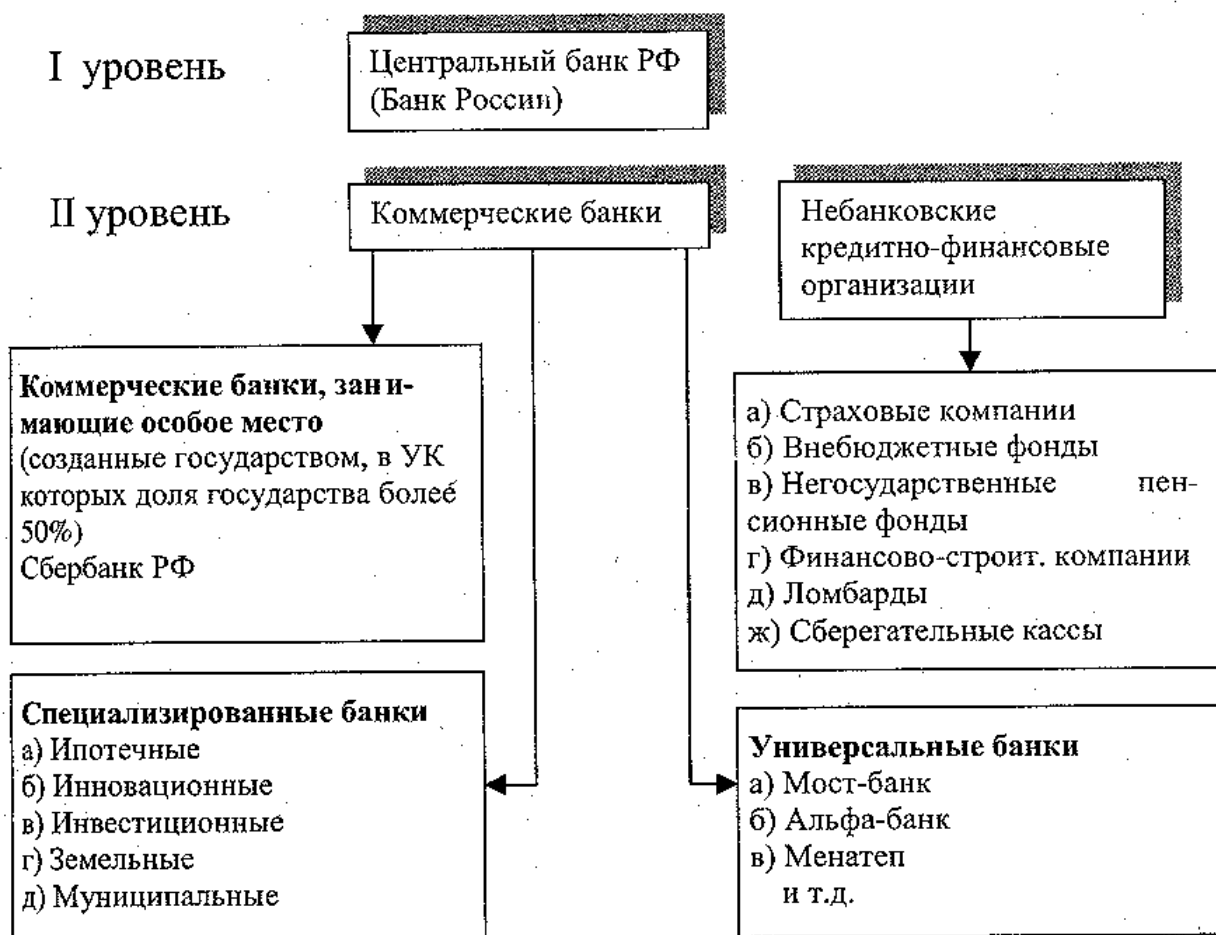 I уровень
Центральный банк РФ
(Банк России)
II уровень
Коммерческие банки
Небанковские
кредитно-финансовые
организации
Коммерческие банки, зани-
мающие особое место
(созданные государством, в УК
которых доля государства более
50%)
Сбербанк РФ
а) Страховые компании
б) Внебюджетные фонды
в) Негосударственные пен-
сионные фонды
г) Финансово-строит. компании
д) Ломбарды
ж) Сберегательные кассы
Специализированные банки
а) Ипотечные
б) Инновационные
в) Инвестиционные
г) Земельные
д) Муниципальные
Универсальные банки
а) Мост-банк
б) Альфа-банк
в) Менатеп
и т.д.